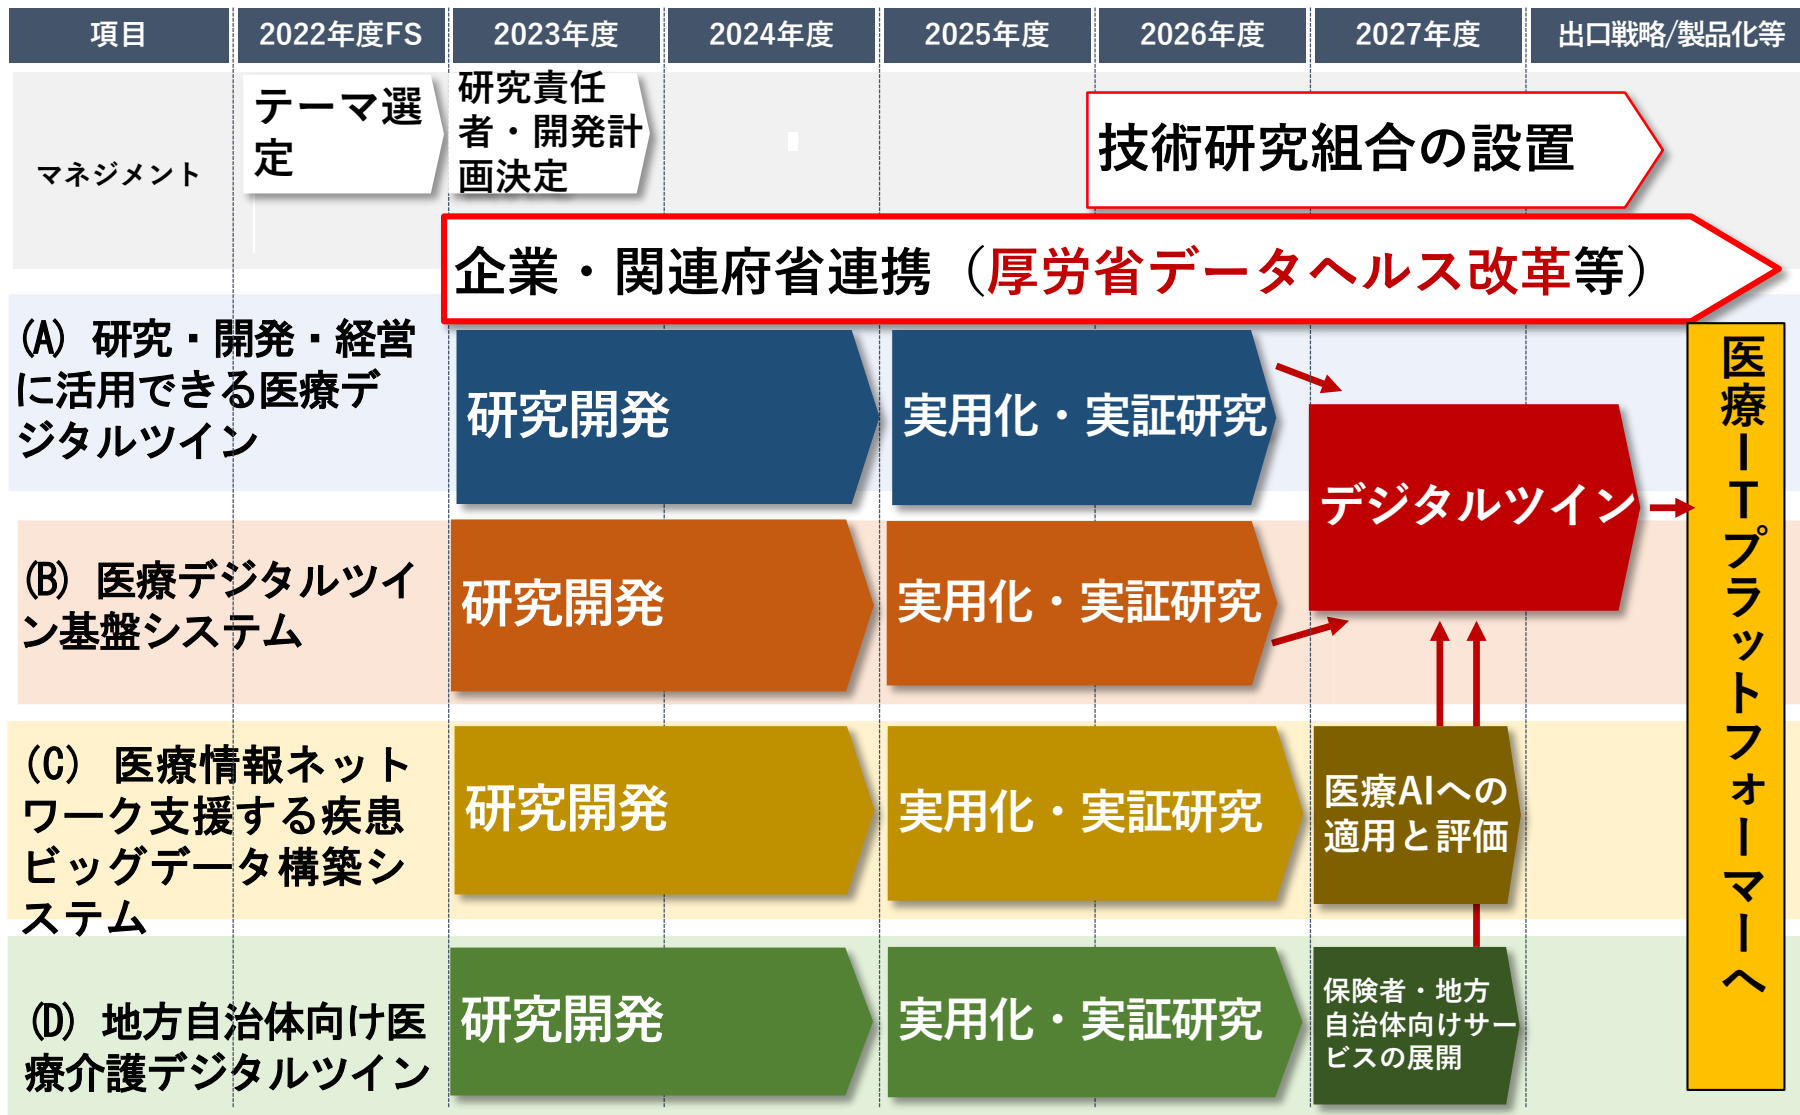 項目
2022年度FS
2023年度
2024年度
2025年度
2026年度
2027年度
出口戦略/製品化等
マネジメント
テーマ選
定
研究責任
者・開発計
画決定
技術研究組合の設置
企業・関連府省連携（厚労省データヘルス改革等）
(A) 研究・開発・経営
に活用できる医療デ
ジタルツイン
研究開発
実用化・実証研究
デジタルツイン
医療ITプラットフォーマーへ
(B) 医療デジタルツイ
ン基盤システム
研究開発
実用化・実証研究
(C) 医療情報ネット
ワーク支援する疾患
ビッグデータ構築シ
ステム
研究開発
実用化・実証研究
医療AIへの
適用と評価
(D) 地方自治体向け医
療介護デジタルツイン
研究開発
実用化・実証研究
保険者・地方
自治体向けサー
ビスの展開